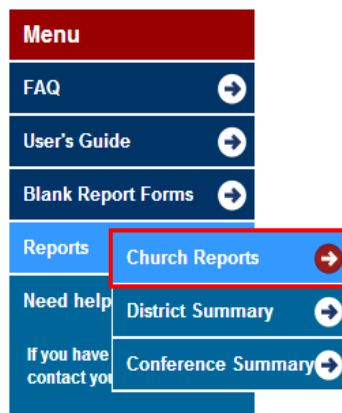 Menu
FAQ
User's Guide
Blank Report Forms
Reports
Church Reports
Need help
District Summary
If you have
Conference Summary
contact